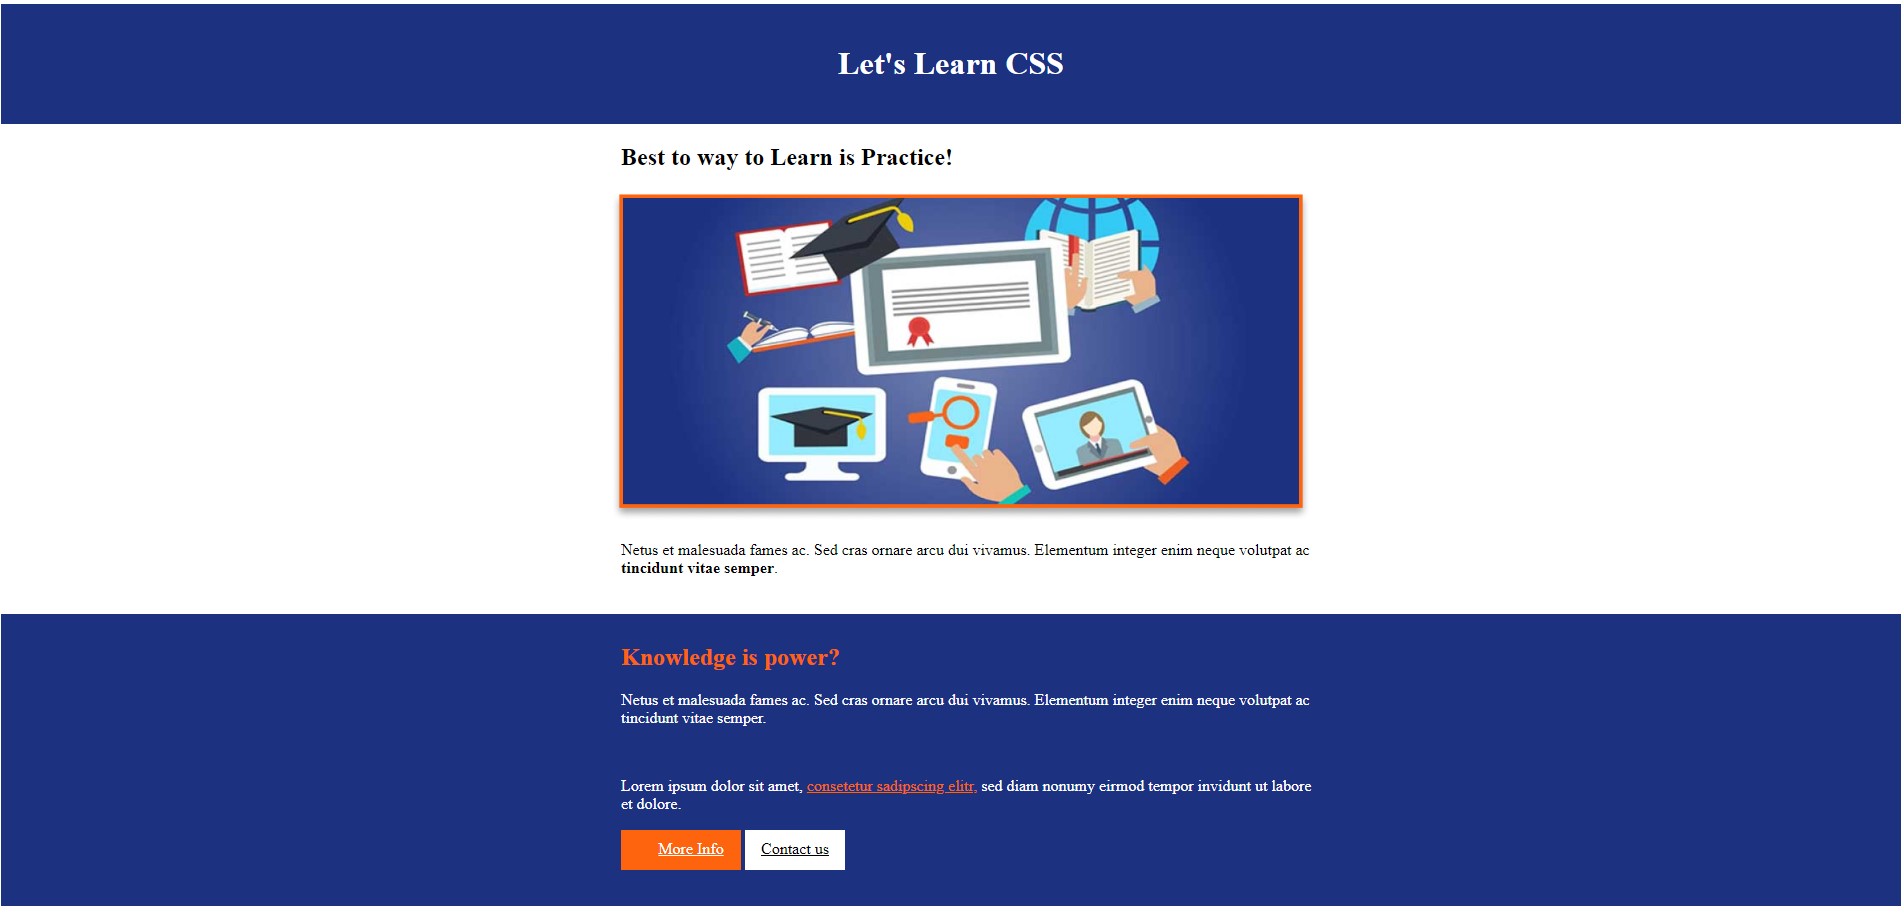 Let's Learn CSS
Best to way to Learn is Practice!
Netus et malesuada fames ac. Sed cras ornare arcu dui vivamus. Elementum integer enim neque volutpat ac
tincidunt vitae semper.
Knowledge is power?
Netus et malesuada fames ac. Sed cras ornare arcu dui vivamus. Elementum integer enim neque volutpat ac
tincidunt vitae semper.
Lorem ipsum dolor sit amet, consetetur sadipscing elitr, sed diam nonumy eirmod tempor invidunt ut labore
et dolore.
More Info Contact us